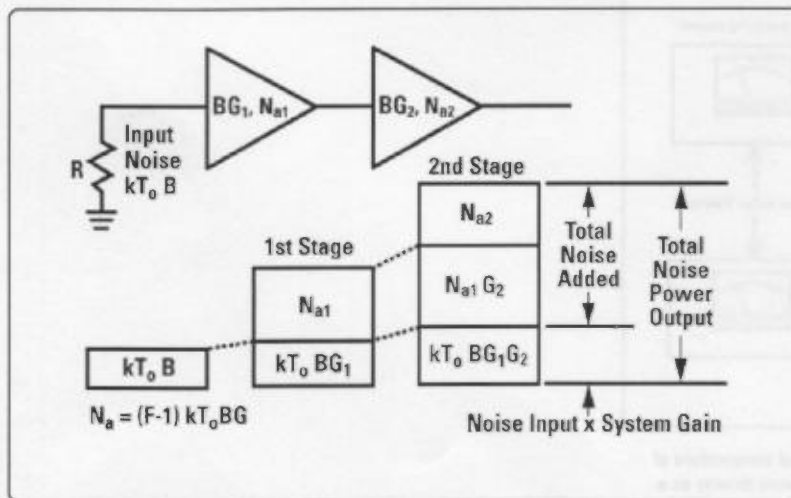 BG₁, Nₐ₁
BG₂, Nₐ₂
Input
Noise
kTₒ B
R
2nd Stage
1st Stage
Nₐ₂
Nₐ₁ G₂
kTₒ BG₁G₂
Nₐ₁
kTₒ BG₁
kTₒ B
Total
Noise
Added
Total
Noise
Power
Output
Nₐ = (F-1) kTₒBG
Noise Input x System Gain